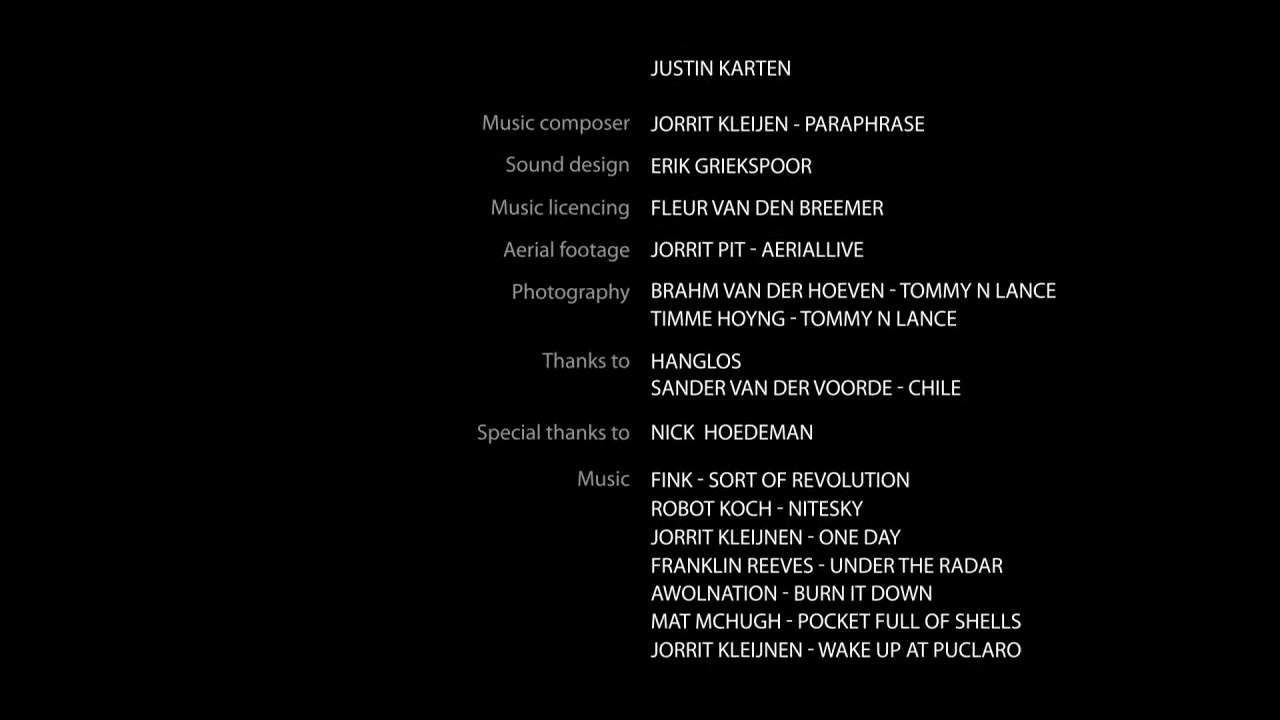 JUSTIN KARTEN
Music composer JORRIT KLEIJEN - PARAPHRASE
Sound design ERIK GRIEKSPOOR
Music licencing FLEUR VAN DEN BREEMER
Aerial footage JORRIT PIT - AERIALLIVE
Photography BRAHM VAN DER HOEVEN - TOMMY N LANCE
TIMME HOYNG - TOMMY N LANCE
Thanks to HANGLOS
SANDER VAN DER VOORDE - CHILE
Special thanks to NICK HOEDEMAN
Music FINK - SORT OF REVOLUTION
ROBOT KOCH - NITESKY
JORRIT KLEIJNEN - ONE DAY
FRANKLIN REEVES - UNDER THE RADAR
AWOLNATION - BURN IT DOWN
MAT MCHUGH - POCKET FULL OF SHELLS
JORRIT KLEIJNEN - WAKE UP AT PUCLARO